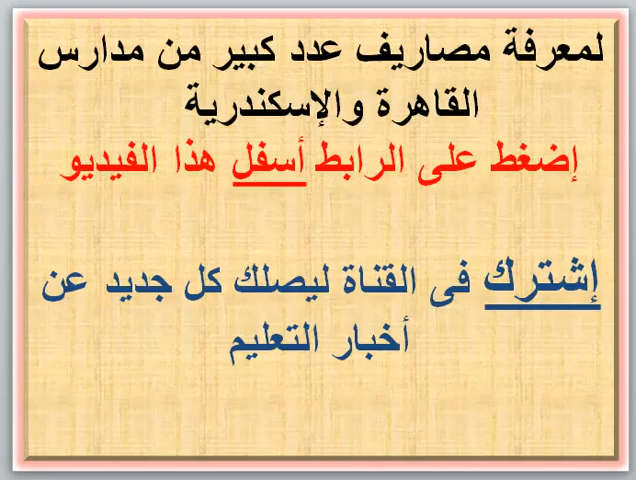 لمعرفة مصاريف عدد كبير من مدارس
القاهرة والإسكندرية
إضغط على الرابط أسفل هذا الفيديو
إشترك فى القناة ليصلك كل جديد عن
أخبار التعليم